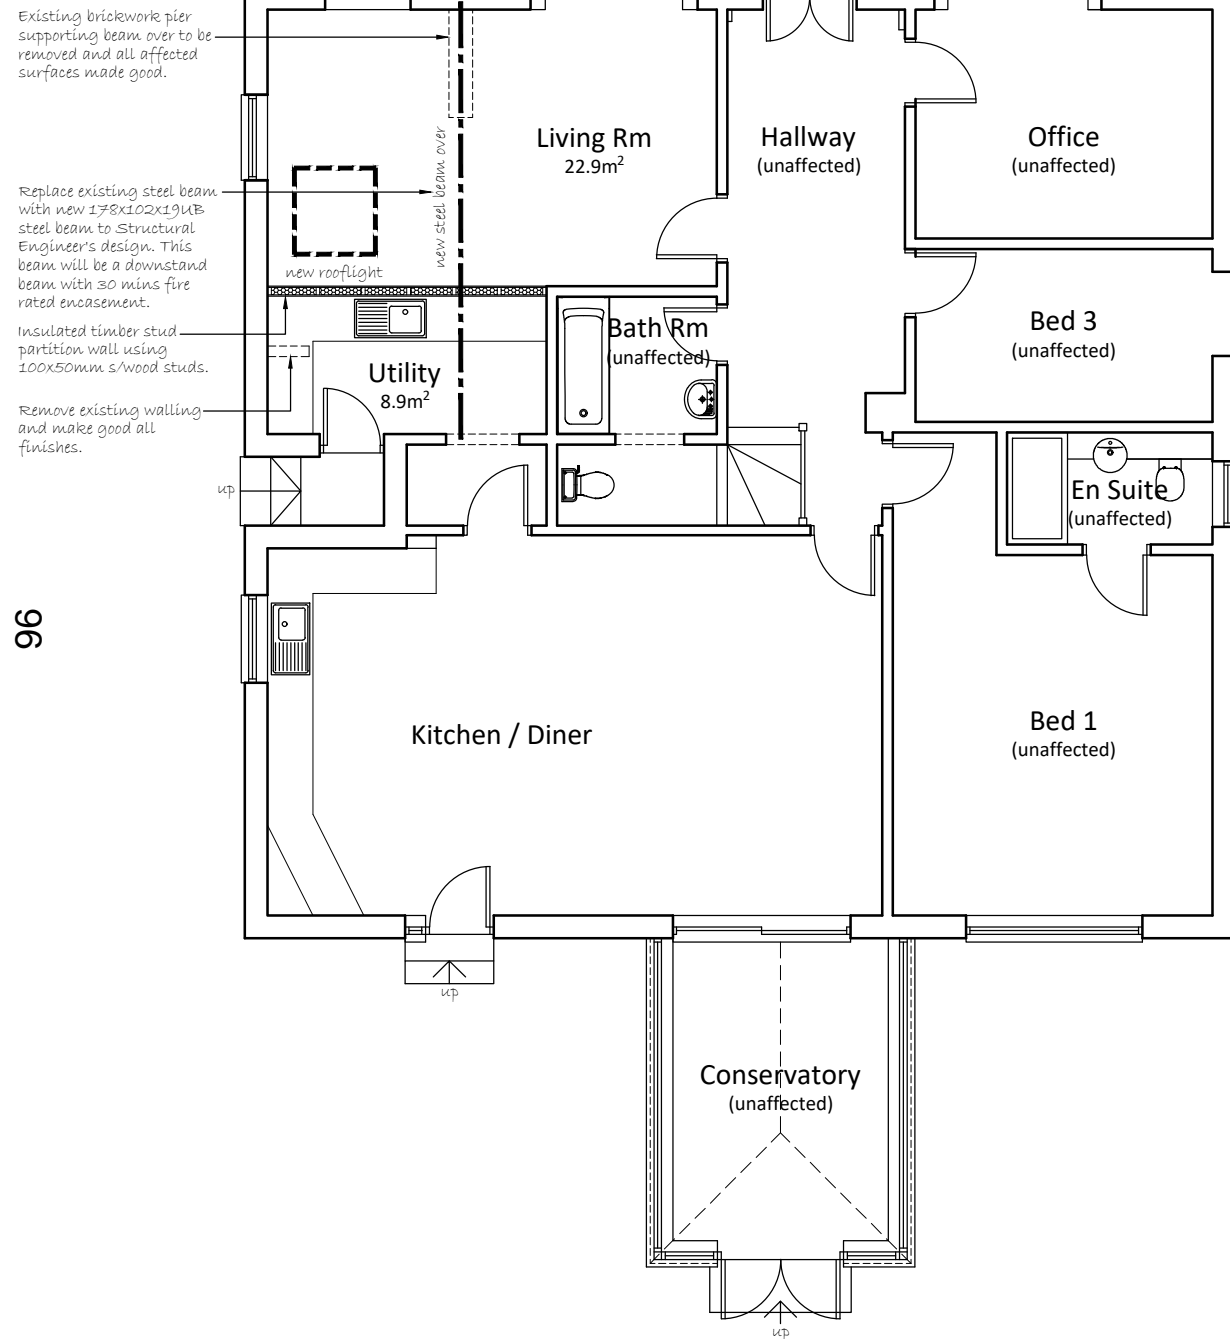 Existing brickwork pier
supporting beam over to be
removed and all affected
surfaces made good.
Replace existing steel beam
with new 178x102x19UB
steel beam to Structural
Engineer's design. This
beam will be a downstand
beam with 30 mins fire
rated encasement.
Insulated timber stud
partition wall using
100x50mm s/wood studs.
Remove existing walling
and make good all
finishes.
new steel beam over
new rooflight
Living Rm
22.9m²
Hallway
(unaffected)
Office
(unaffected)
Bed 3
(unaffected)
Bath Rm
(unaffected)
Utility
8.9m²
up
En Suite
(unaffected)
96
Kitchen / Diner
Bed 1
(unaffected)
up
Conservatory
(unaffected)
up